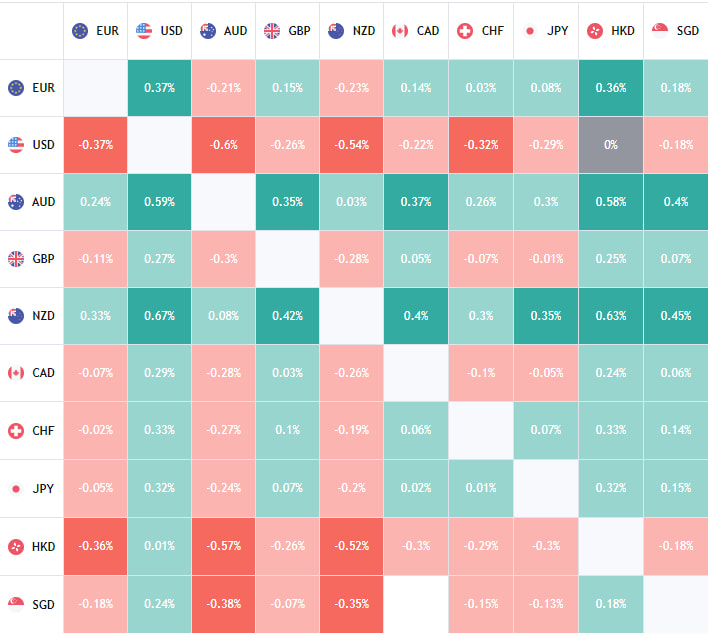 EUR USD AUD GBP NZD CAD CHF JPY HKD SGD
EUR 0.37% -0.21% 0.15% -0.23% 0.14% 0.03% 0.08% 0.36% 0.18%
USD -0.37% -0.6% -0.26% -0.54% -0.22% -0.32% -0.29% 0% -0.18%
AUD 0.24% 0.59% 0.35% 0.03% 0.37% 0.26% 0.3% 0.58% 0.4%
GBP -0.11% 0.27% -0.3% -0.28% 0.05% -0.07% -0.01% 0.25% 0.07%
NZD 0.33% 0.67% 0.08% 0.42% 0.4% 0.3% 0.35% 0.63% 0.45%
CAD -0.07% 0.29% -0.28% 0.03% -0.26% -0.1% -0.05% 0.24% 0.06%
CHF -0.02% 0.33% -0.27% 0.1% -0.19% 0.06% 0.07% 0.33% 0.14%
JPY -0.05% 0.32% -0.24% 0.07% -0.2% 0.02% 0.01% 0.32% 0.15%
HKD -0.36% 0.01% -0.57% -0.26% -0.52% -0.3% -0.29% -0.3% -0.18%
SGD -0.18% 0.24% -0.38% -0.07% -0.35% -0.15% -0.13% 0.18%